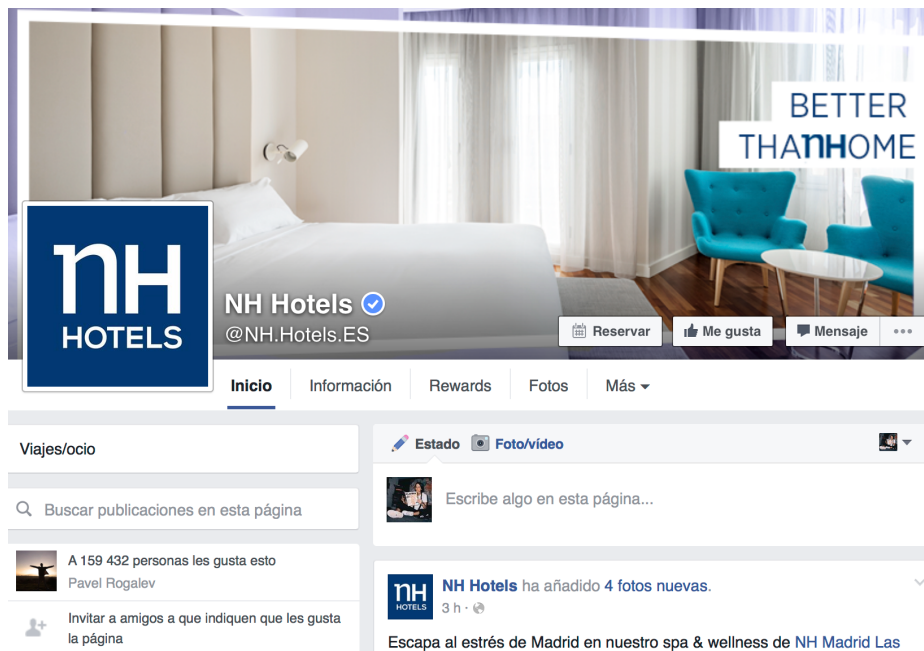 BETTER
THANHOME
nH
HOTELS
NH Hotels
@NH.Hotels.ES
Reservar
Me gusta
Mensaje
Inicio
Información
Rewards
Fotos
Más
Viajes/ocio
Buscar publicaciones en esta página
A 159 432 personas les gusta esto
Pavel Rogalev
Invitar a amigos a que indiquen que les gusta
la página
Estado
Foto/vídeo
Escribe algo en esta página...
nH
HOTELS
NH Hotels ha añadido 4 fotos nuevas.
3 h ·
Escapa al estrés de Madrid en nuestro spa & wellness de NH Madrid Las